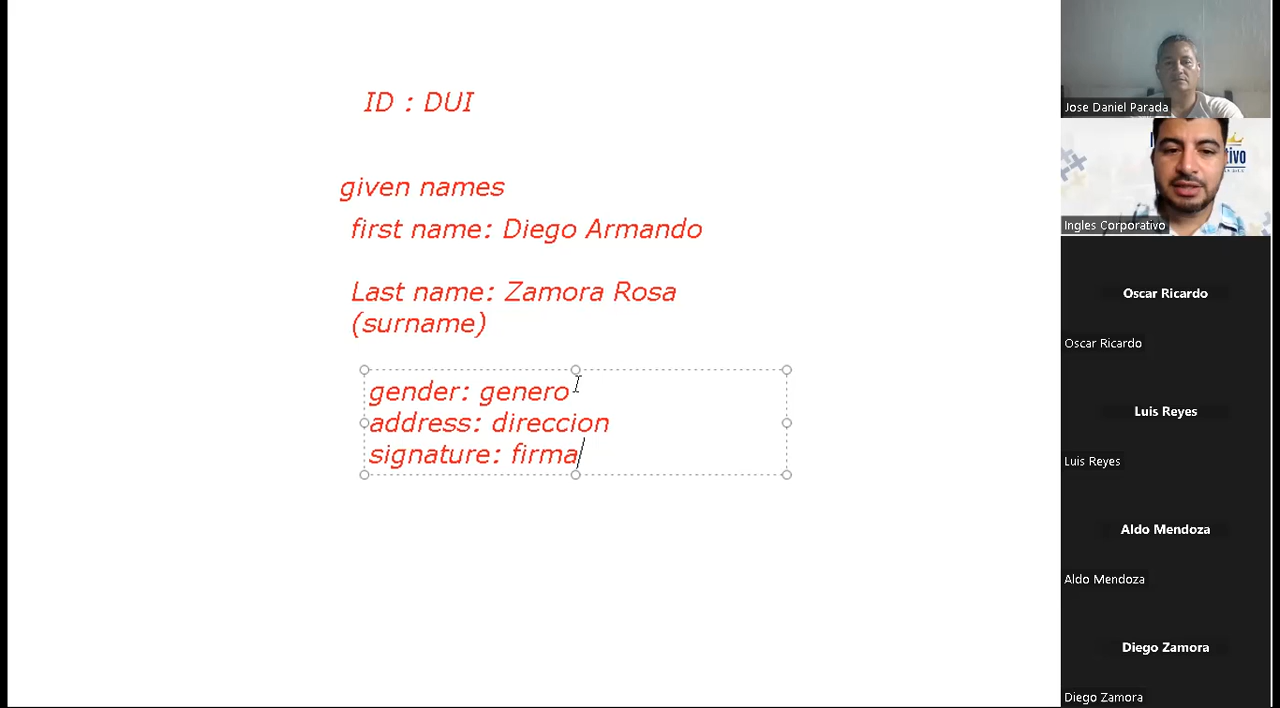 ID : DUI
given names
first name: Diego Armando
Last name: Zamora Rosa
(surname)
gender: genero
address: direccion
signature: firma
Jose Daniel Parada
Ingles Corporativo
Oscar Ricardo
Oscar Ricardo
Luis Reyes
Luis Reyes
Aldo Mendoza
Aldo Mendoza
Diego Zamora
Diego Zamora